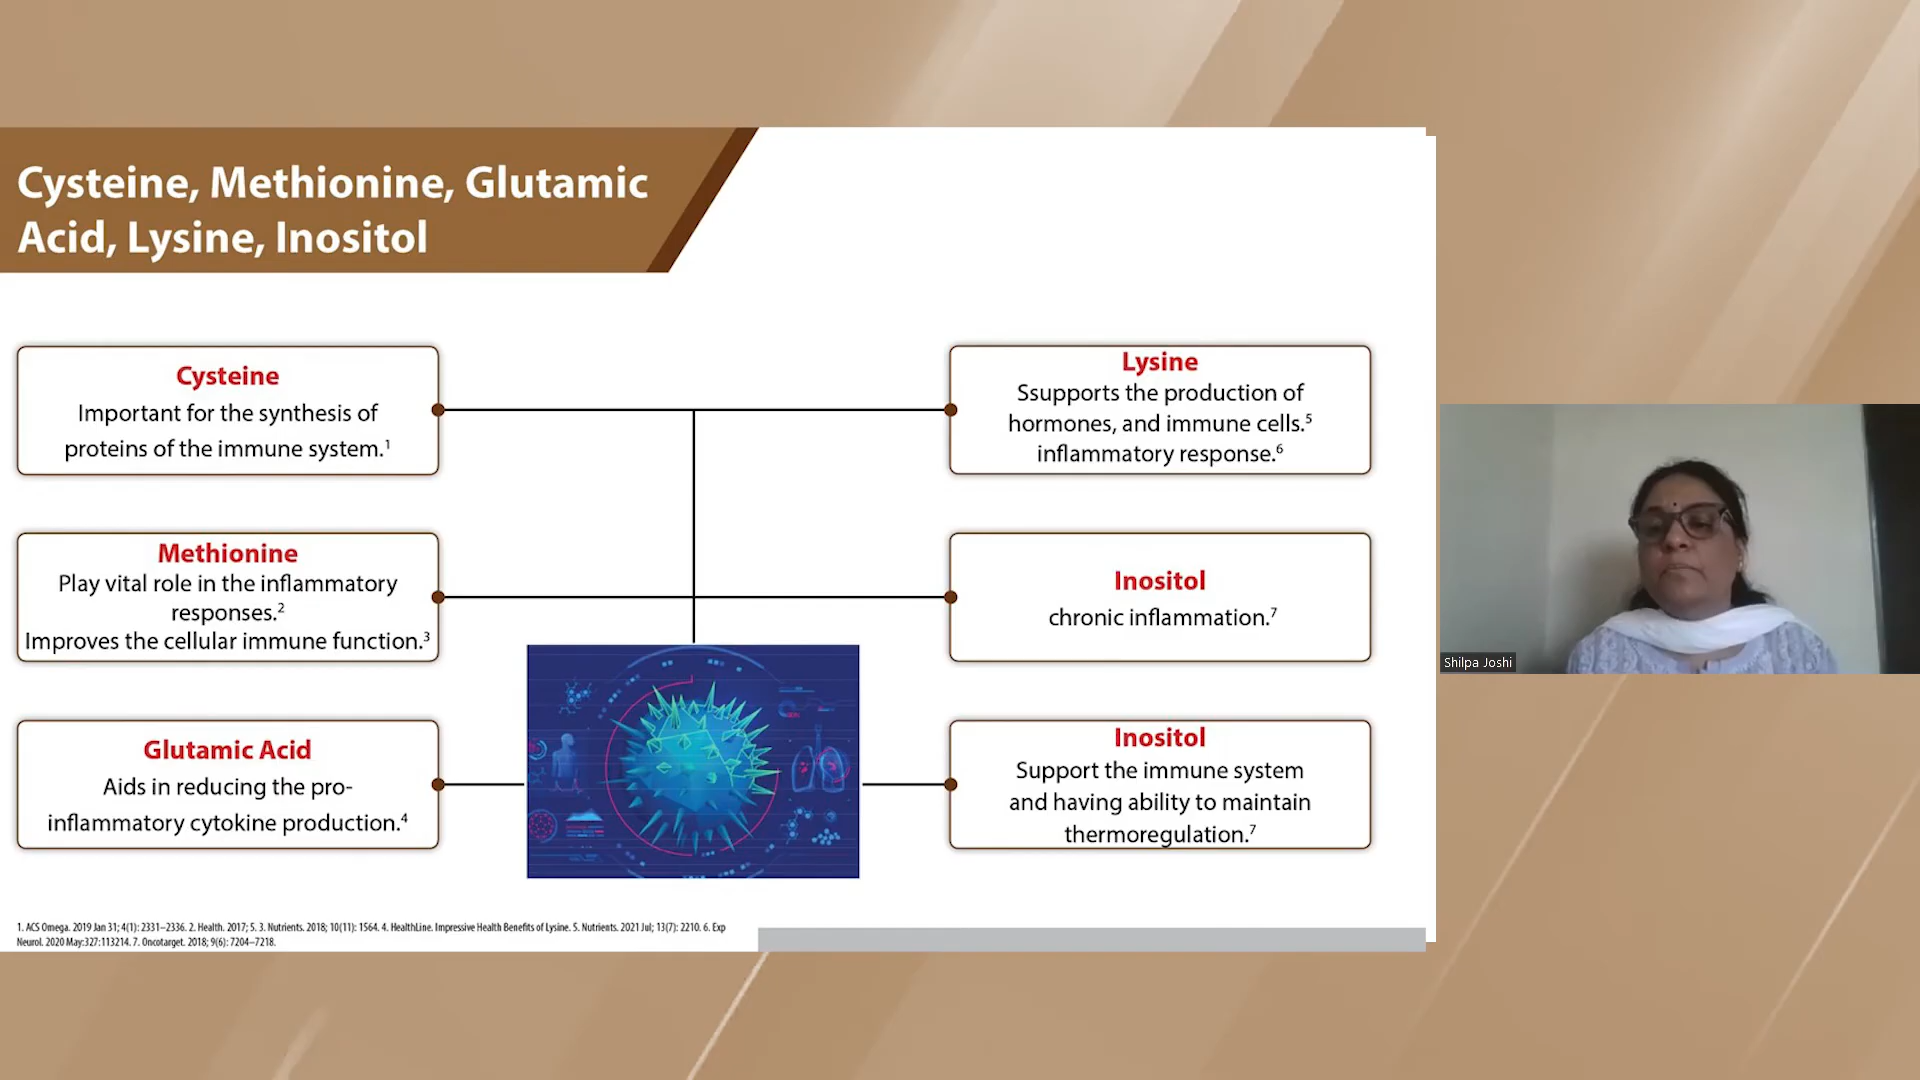 Cysteine, Methionine, Glutamic
Acid, Lysine, Inositol
Cysteine
Important for the synthesis of
proteins of the immune system.1
Methionine
Play vital role in the inflammatory
responses.2
Improves the cellular immune function.3
Glutamic Acid
Aids in reducing the pro-
inflammatory cytokine production.4
Lysine
Ssupports the production of
hormones, and immune cells.5
inflammatory response.6
Inositol
chronic inflammation.7
Inositol
Support the immune system
and having ability to maintain
thermoregulation.7
1. ACS Omega. 2019 Jan 31; 4(1): 2331–2336. 2. Health. 2017; 5. 3. Nutrients. 2018; 10(11): 1564. 4. HealthLine. Impressive Health Benefits of Lysine. 5. Nutrients. 2021 Jul; 13(7): 2210. 6. Exp
Neurol. 2020 May:327:113214. 7. Oncotarget. 2018; 9(6): 7204–7218.
Shilpa Joshi